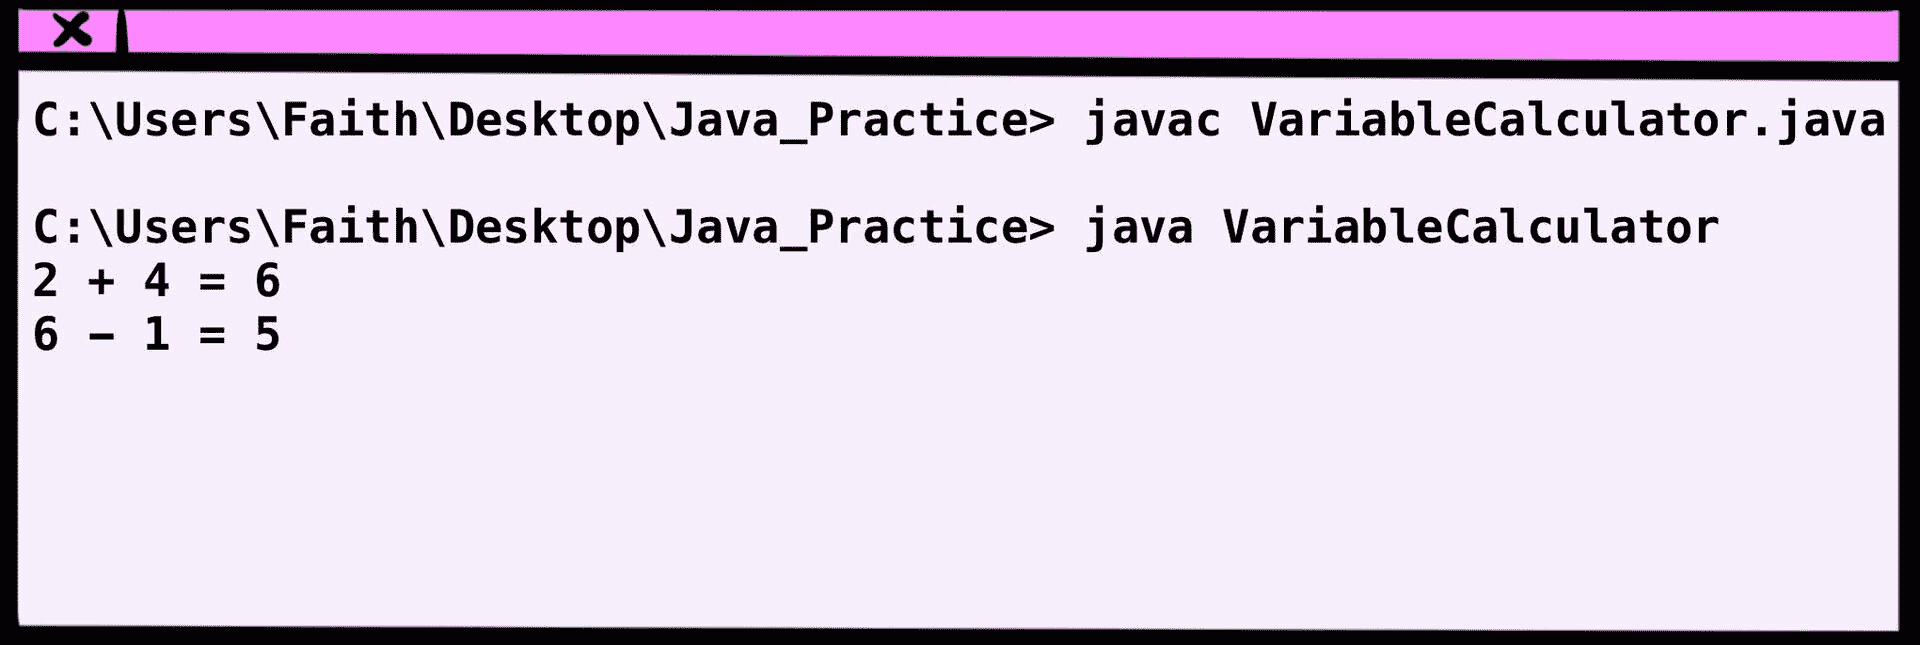 C:\Users\Faith\Desktop\Java_Practice> javac VariableCalculator.java
C:\Users\Faith\Desktop\Java_Practice> java VariableCalculator
2 + 4 = 6
6 − 1 = 5